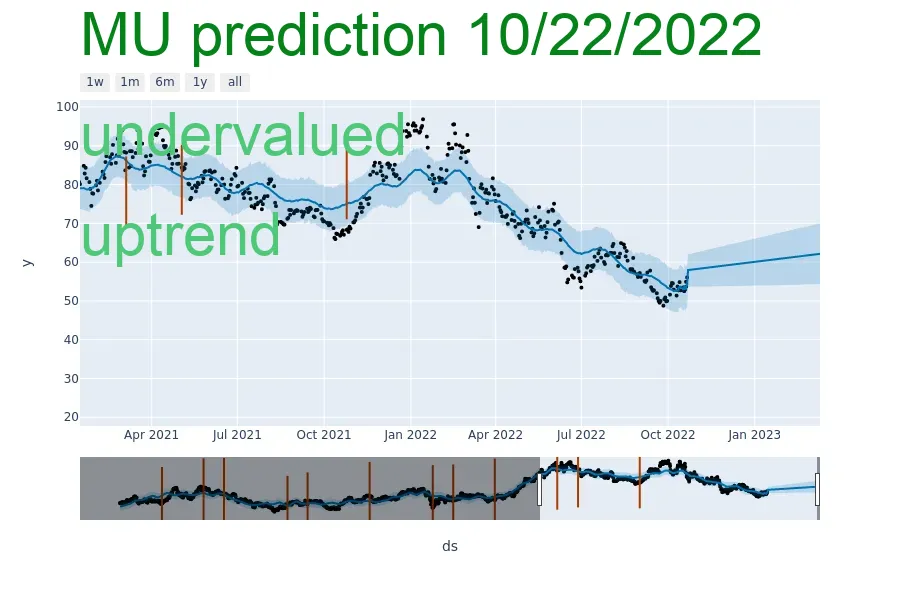 MU prediction 10/22/2022
1w 1m 6m 1y all
100
undervalued
90
80
70
uptrend
60
y
50
40
30
20
Apr 2021 Jul 2021 Oct 2021 Jan 2022 Apr 2022 Jul 2022 Oct 2022 Jan 2023
ds